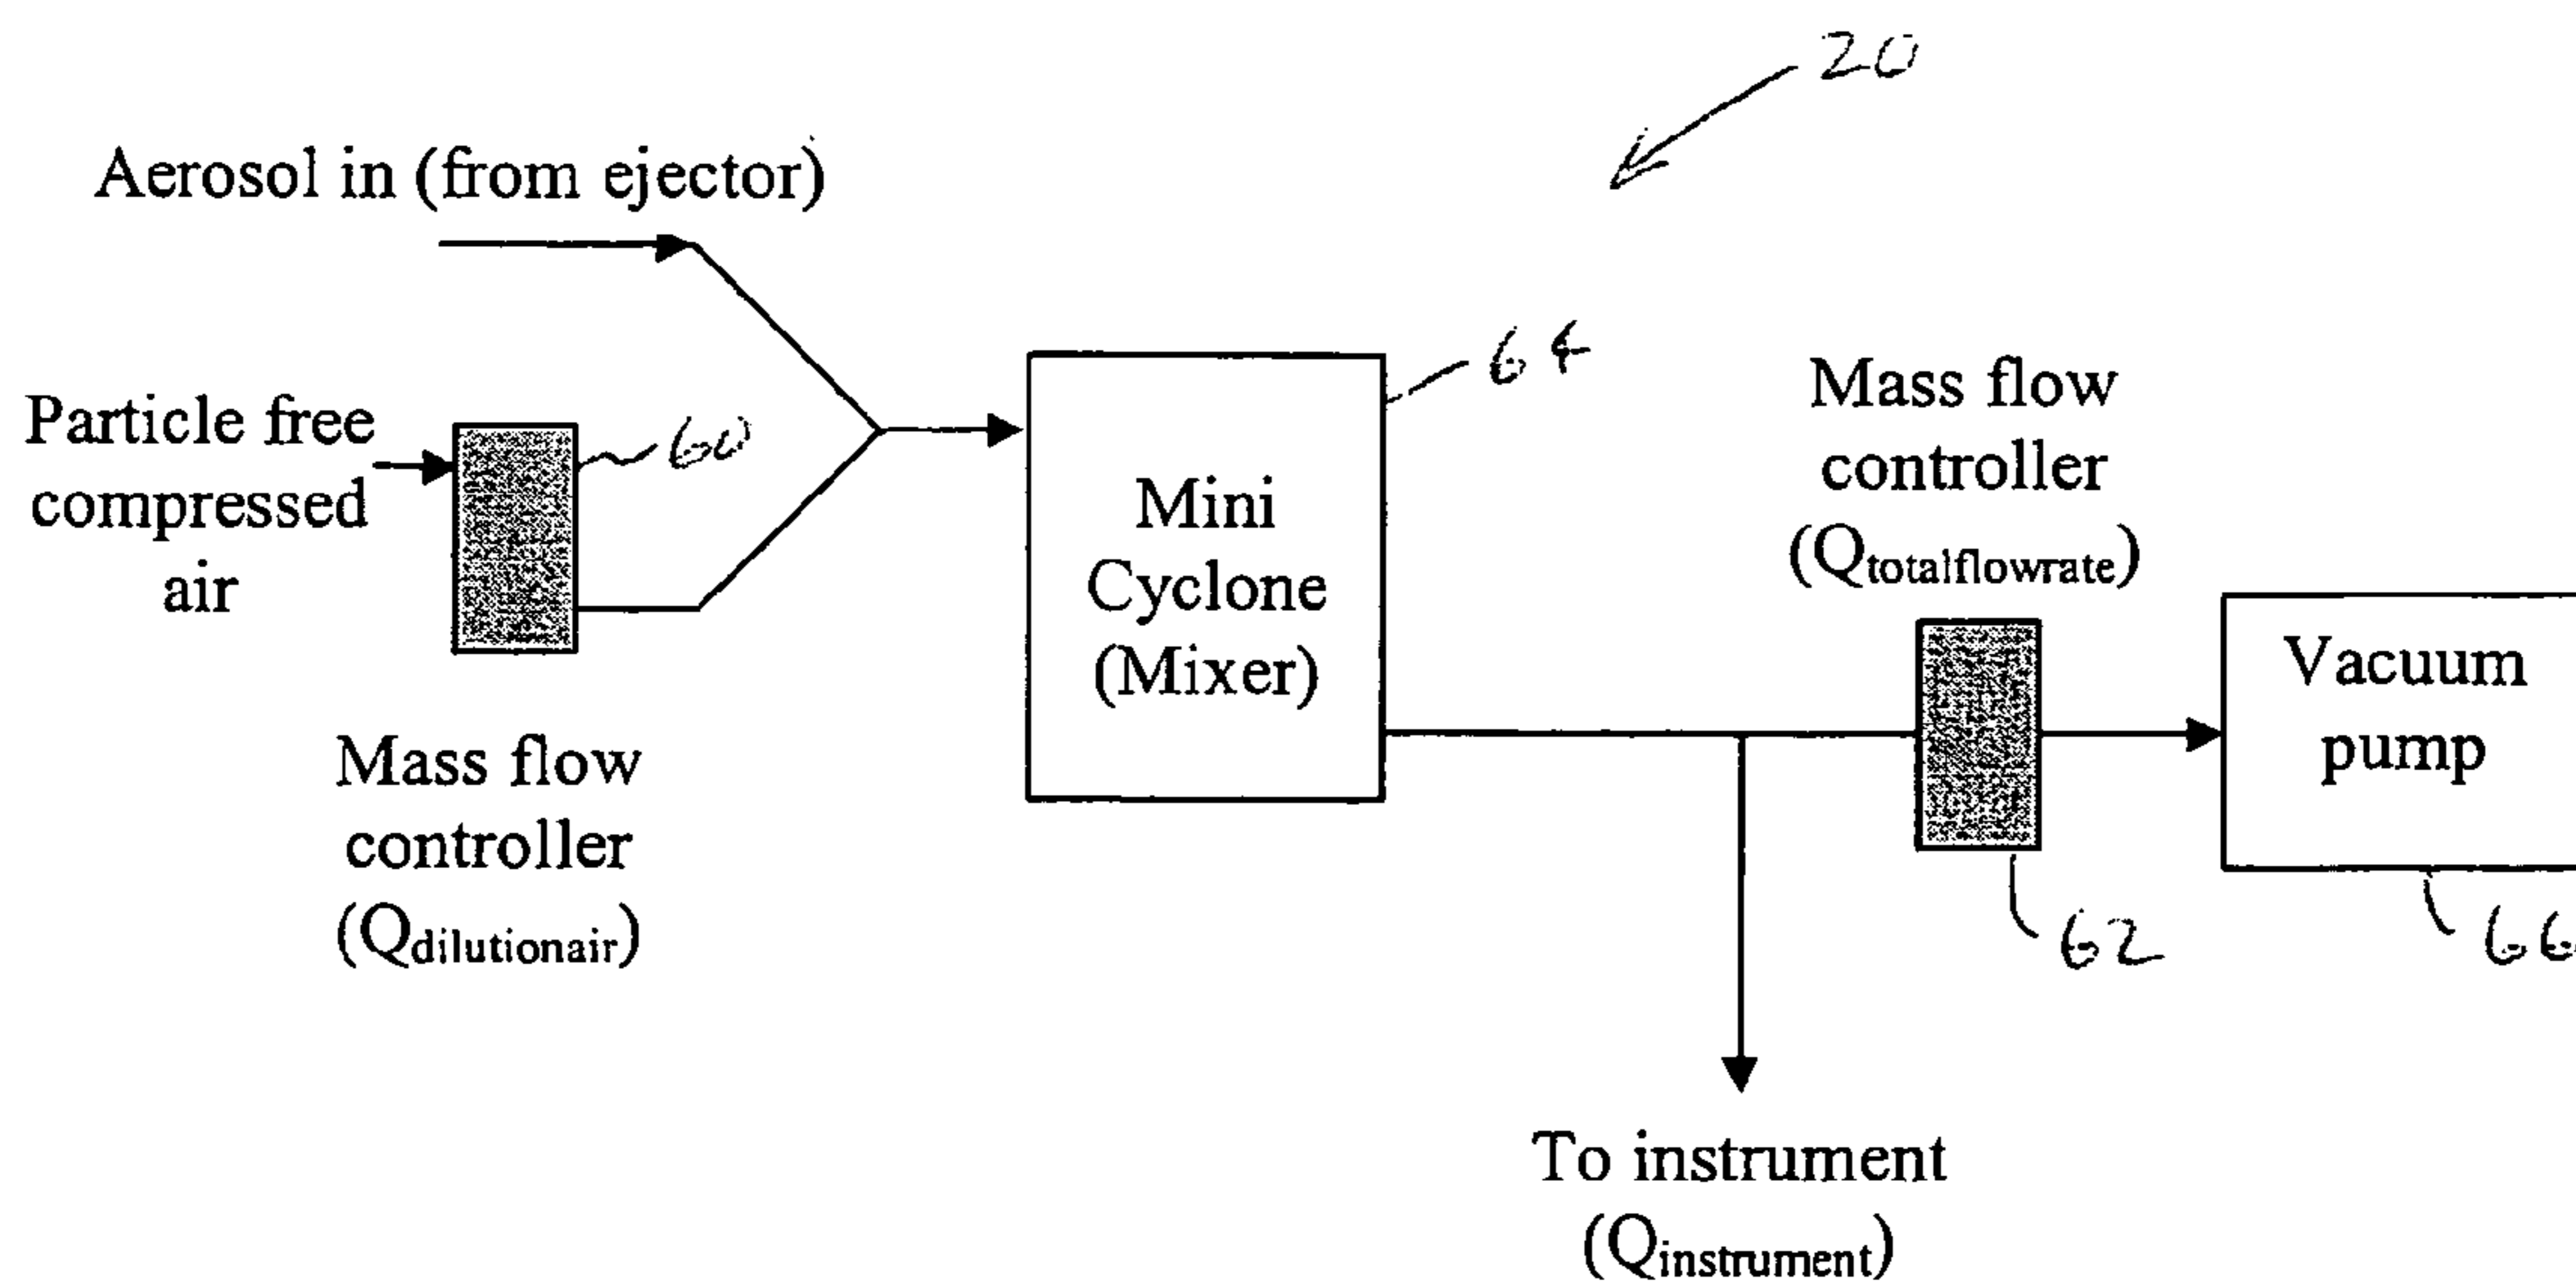 20
Aerosol in (from ejector)
Particle free
compressed
air
60
Mass flow
controller
(Qdilutionair)
Mini
Cyclone
(Mixer)
64
Mass flow
controller
(Qtotalflowrate)
Vacuum
pump
62
66
To instrument
(Qinstrument)